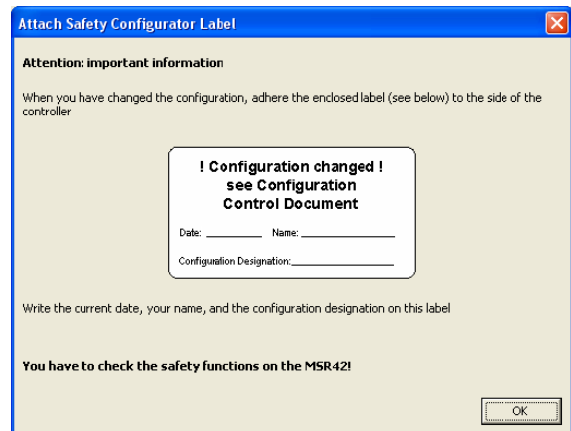 Attach Safety Configurator Label
Attention: important information
When you have changed the configuration, adhere the enclosed label (see below) to the side of the
controller
! Configuration changed !
see Configuration
Control Document
Date: __________ Name: _________________
Configuration Designation:__________________
Write the current date, your name, and the configuration designation on this label
You have to check the safety functions on the MSR42!
OK